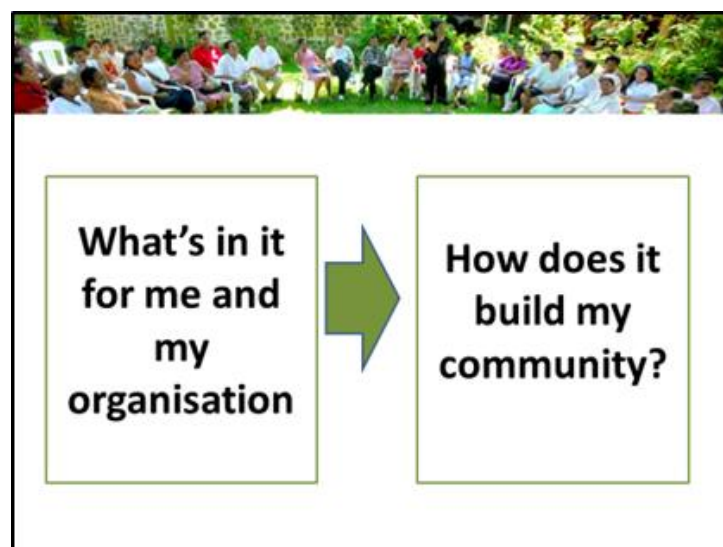 What's in it
for me and
my
organisation
How does it
build my
community?